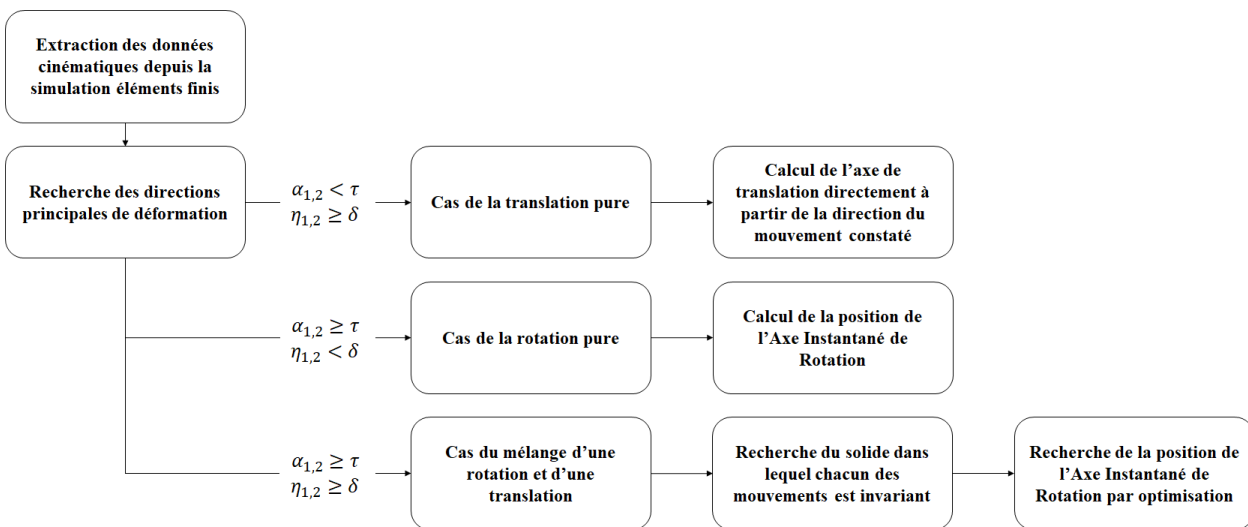 Extraction des données
cinématiques depuis la
simulation éléments finis
Recherche des directions
principales de déformation
α₁,₂ < τ
η₁,₂ ≥ δ
Cas de la translation pure
Calcul de l’axe de
translation directement à
partir de la direction du
mouvement constaté
α₁,₂ ≥ τ
η₁,₂ < δ
Cas de la rotation pure
Calcul de la position de
l’Axe Instantané de
Rotation
α₁,₂ ≥ τ
η₁,₂ ≥ δ
Cas du mélange d’une
rotation et d’une
translation
Recherche du solide dans
lequel chacun des
mouvements est invariant
Recherche de la position de
l’Axe Instantané de
Rotation par optimisation